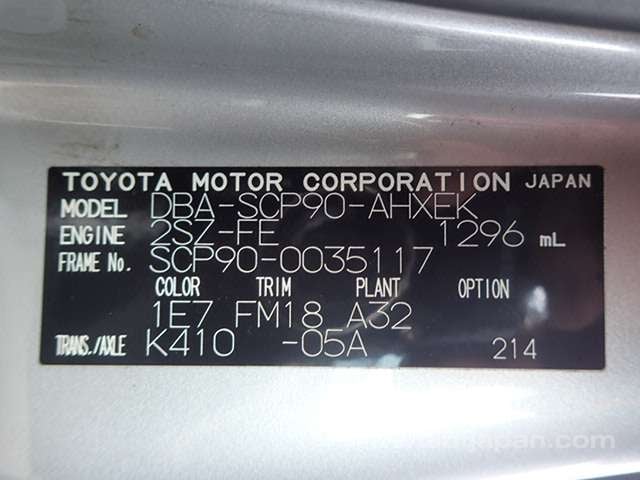 TOYOTA MOTOR CORPORATION JAPAN
MODEL DBA-SCP90-AHXEK
ENGINE 2SZ-FE 1296 mL
FRAME No. SCP90-0035117
COLOR TRIM PLANT OPTION
1E7 FM18 A32
TRANS./AXLE K410 -05A 214